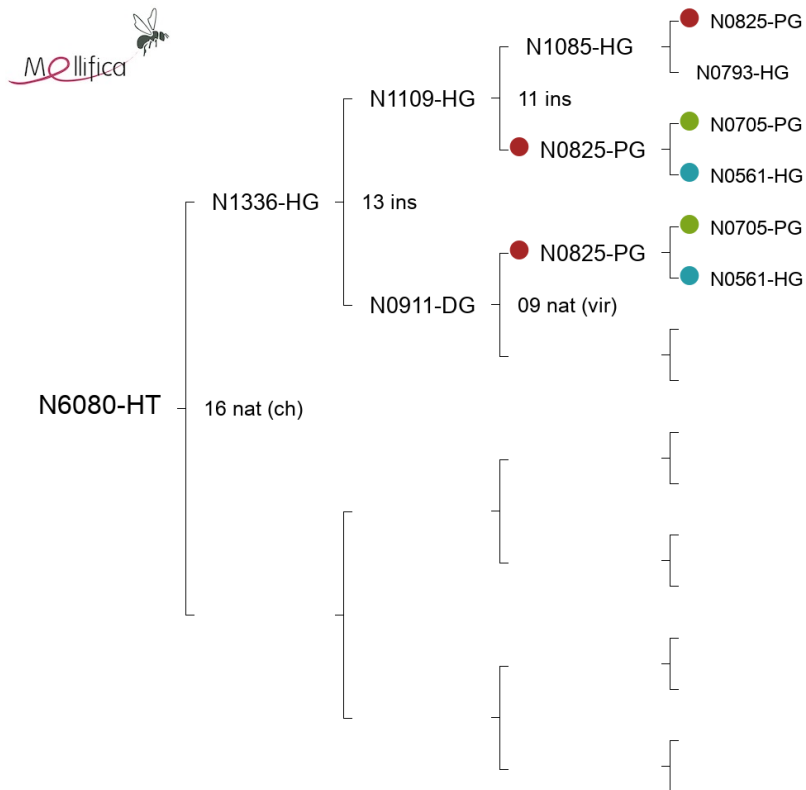 Mellifica
N0825-PG
N1085-HG
N0793-HG
N1109-HG
11 ins
N0705-PG
N0825-PG
N0561-HG
N1336-HG
13 ins
N0705-PG
N0825-PG
N0561-HG
N0911-DG
09 nat (vir)
N6080-HT
16 nat (ch)